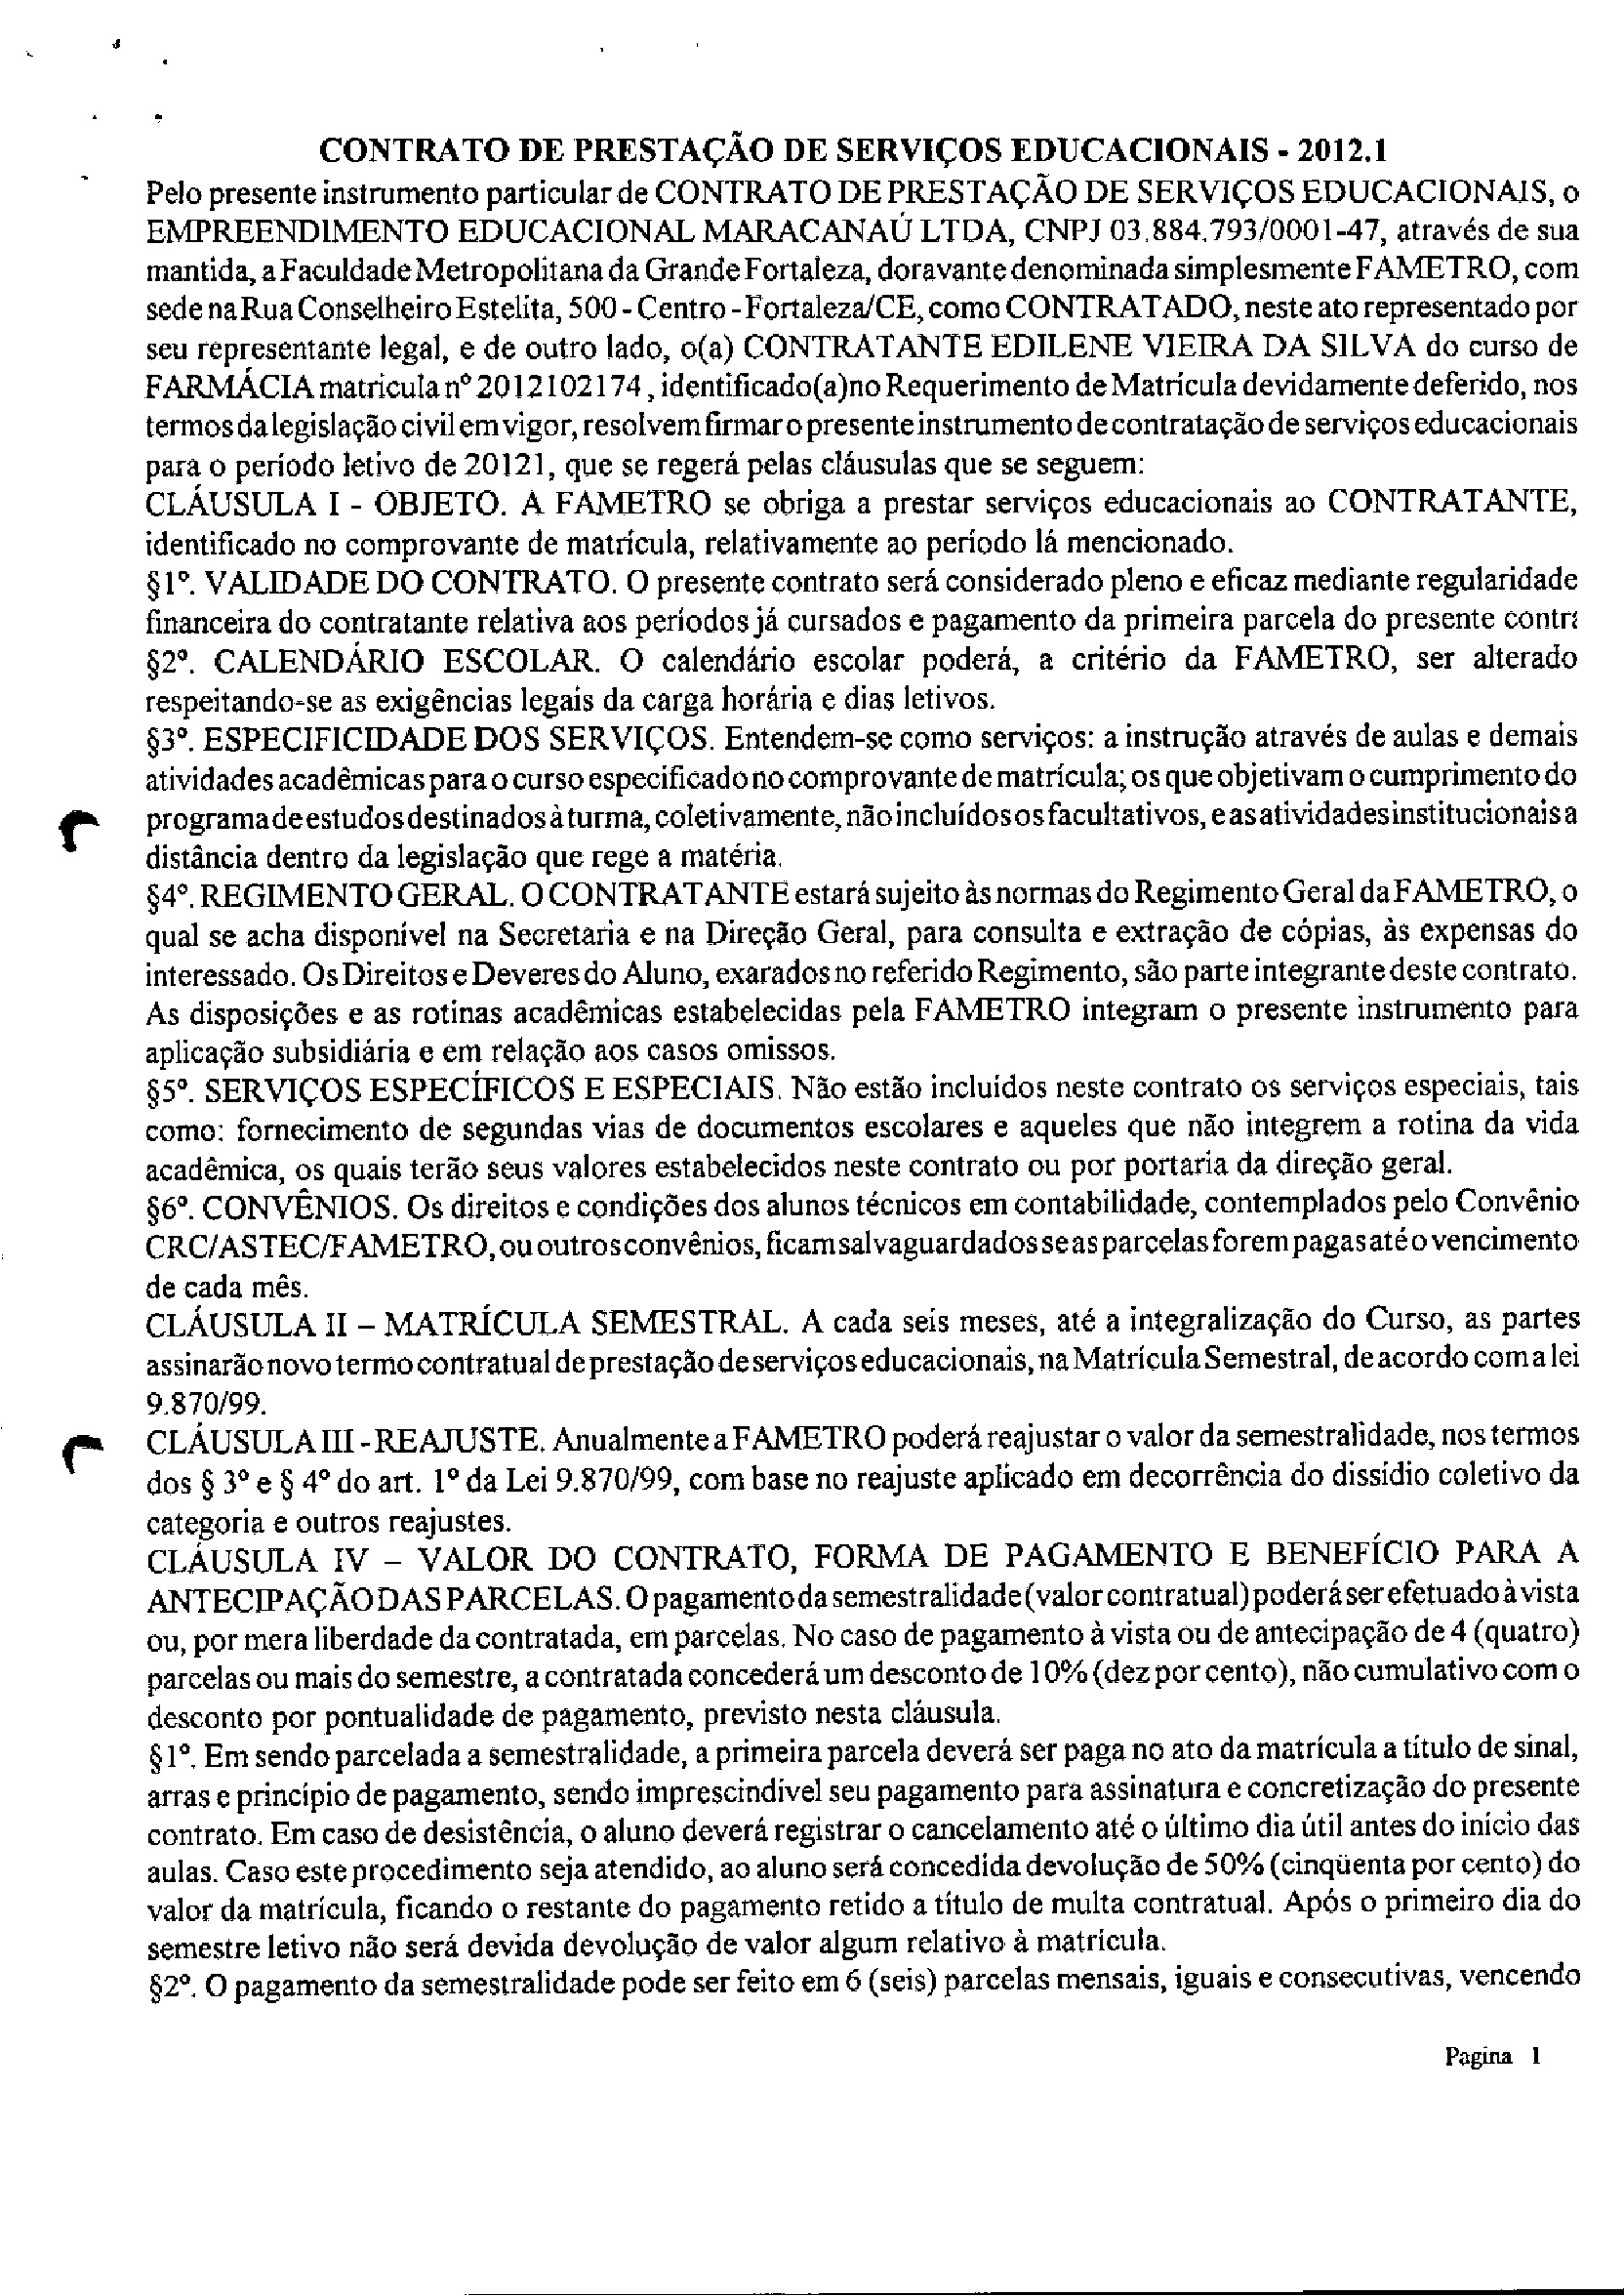 CONTRATO DE PRESTAÇÃO DE SERVIÇOS EDUCACIONAIS - 2012.1
Pelo presente instrumento particular de CONTRATO DE PRESTAÇÃO DE SERVIÇOS EDUCACIONAIS, o
EMPREENDIMENTO EDUCACIONAL MARACANAÚ LTDA, CNPJ 03.884.793/0001-47, através de sua
mantida, a Faculdade Metropolitana da Grande Fortaleza, doravante denominada simplesmente FAMETRO, com
sede na Rua Conselheiro Estelita, 500 - Centro - Fortaleza/CE, como CONTRATADO, neste ato representado por
seu representante legal, e de outro lado, o(a) CONTRATANTE EDILENE VIEIRA DA SILVA do curso de
FARMÁCIA matricula nº 2012102174 , identificado(a)no Requerimento de Matrícula devidamente deferido, nos
termos da legislação civil em vigor, resolvem firmar o presente instrumento de contratação de serviços educacionais
para o período letivo de 20121, que se regerá pelas cláusulas que se seguem:
CLÁUSULA I - OBJETO. A FAMETRO se obriga a prestar serviços educacionais ao CONTRATANTE,
identificado no comprovante de matrícula, relativamente ao período lá mencionado.
§1º. VALIDADE DO CONTRATO. O presente contrato será considerado pleno e eficaz mediante regularidade
financeira do contratante relativa aos períodos já cursados e pagamento da primeira parcela do presente contr
§2º. CALENDÁRIO ESCOLAR. O calendário escolar poderá, a critério da FAMETRO, ser alterado
respeitando-se as exigências legais da carga horária e dias letivos.
§3º. ESPECIFICIDADE DOS SERVIÇOS. Entendem-se como serviços: a instrução através de aulas e demais
atividades acadêmicas para o curso especificado no comprovante de matrícula; os que objetivam o cumprimento do
programa de estudos destinados à turma, coletivamente, não incluídos os facultativos, e as atividades institucionais a
distância dentro da legislação que rege a matéria.
§4º. REGIMENTO GERAL. O CONTRATANTE estará sujeito às normas do Regimento Geral da FAMETRO, o
qual se acha disponível na Secretaria e na Direção Geral, para consulta e extração de cópias, às expensas do
interessado. Os Direitos e Deveres do Aluno, exarados no referido Regimento, são parte integrante deste contrato.
As disposições e as rotinas acadêmicas estabelecidas pela FAMETRO integram o presente instrumento para
aplicação subsidiária e em relação aos casos omissos.
§5º. SERVIÇOS ESPECÍFICOS E ESPECIAIS. Não estão incluídos neste contrato os serviços especiais, tais
como: fornecimento de segundas vias de documentos escolares e aqueles que não integrem a rotina da vida
acadêmica, os quais terão seus valores estabelecidos neste contrato ou por portaria da direção geral.
§6º. CONVÊNIOS. Os direitos e condições dos alunos técnicos em contabilidade, contemplados pelo Convênio
CRC/ASTEC/FAMETRO, ou outros convênios, ficam salvaguardados se as parcelas forem pagas até o vencimento
de cada mês.
CLÁUSULA II – MATRÍCULA SEMESTRAL. A cada seis meses, até a integralização do Curso, as partes
assinarão novo termo contratual de prestação de serviços educacionais, na Matrícula Semestral, de acordo com a lei
9.870/99.
CLÁUSULA III - REAJUSTE. Anualmente a FAMETRO poderá reajustar o valor da semestralidade, nos termos
dos § 3º e § 4º do art. 1º da Lei 9.870/99, com base no reajuste aplicado em decorrência do dissídio coletivo da
categoria e outros reajustes.
CLÁUSULA IV – VALOR DO CONTRATO, FORMA DE PAGAMENTO E BENEFÍCIO PARA A
ANTECIPAÇÃO DAS PARCELAS. O pagamento da semestralidade (valor contratual) poderá ser efetuado à vista
ou, por mera liberdade da contratada, em parcelas. No caso de pagamento à vista ou de antecipação de 4 (quatro)
parcelas ou mais do semestre, a contratada concederá um desconto de 10% (dez por cento), não cumulativo com o
desconto por pontualidade de pagamento, previsto nesta cláusula.
§1º. Em sendo parcelada a semestralidade, a primeira parcela deverá ser paga no ato da matrícula a título de sinal,
arras e princípio de pagamento, sendo imprescindível seu pagamento para assinatura e concretização do presente
contrato. Em caso de desistência, o aluno deverá registrar o cancelamento até o último dia útil antes do início das
aulas. Caso este procedimento seja atendido, ao aluno será concedida devolução de 50% (cinqüenta por cento) do
valor da matrícula, ficando o restante do pagamento retido a título de multa contratual. Após o primeiro dia do
semestre letivo não será devida devolução de valor algum relativo à matrícula.
§2º. O pagamento da semestralidade pode ser feito em 6 (seis) parcelas mensais, iguais e consecutivas, vencendo
Pagina 1